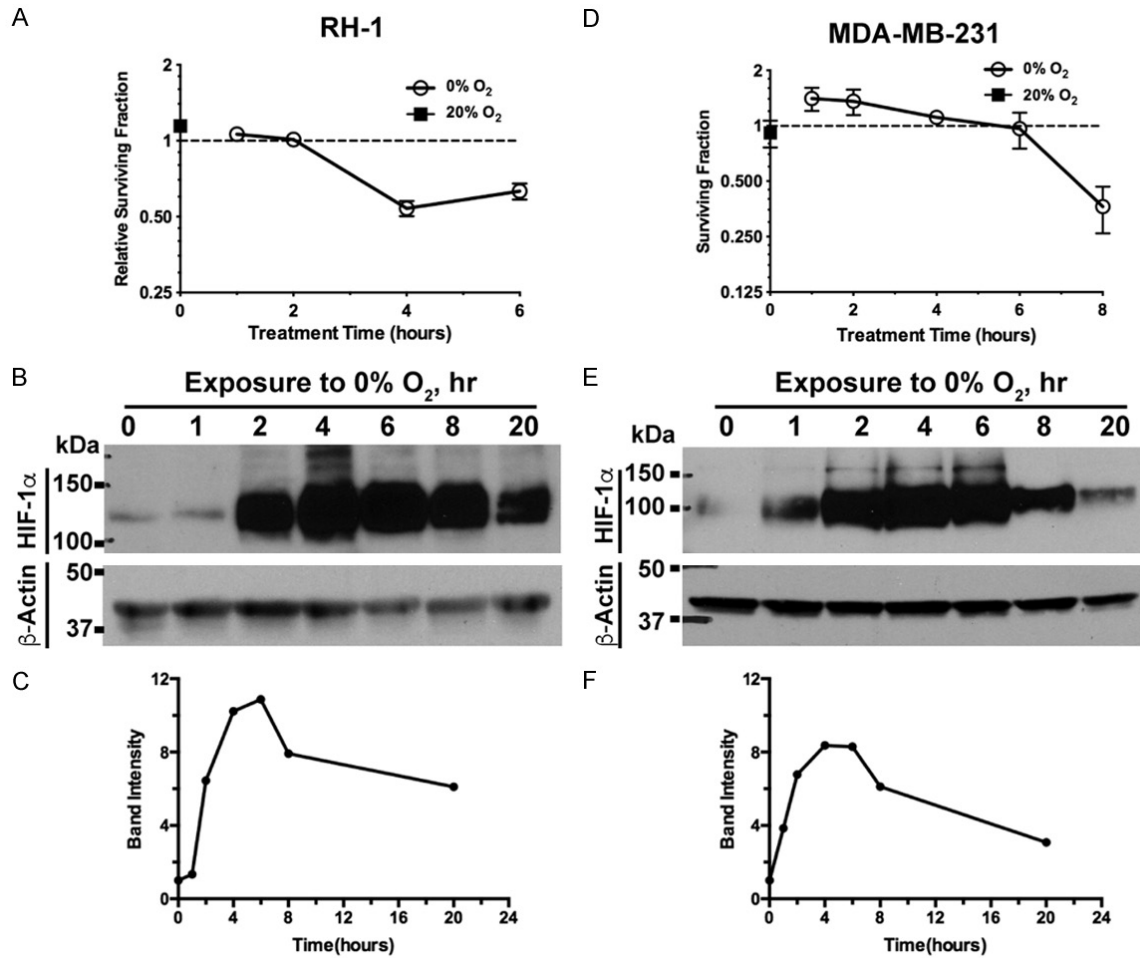 A
RH-1
2
1
0.50
0.25
Relative Surviving Fraction
0% O2
20% O2
0 2 4 6
Treatment Time (hours)
D
MDA-MB-231
2
1
0.500
0.250
0.125
Surviving Fraction
0% O2
20% O2
0 2 4 6 8
Treatment Time (hours)
B
Exposure to 0% O2, hr
0 1 2 4 6 8 20
kDa
150
100
HIF-1α
50
37
β-Actin
E
Exposure to 0% O2, hr
0 1 2 4 6 8 20
kDa
150
100
HIF-1α
50
37
β-Actin
C
12
8
4
0
Band Intensity
0 4 8 12 16 20 24
Time(hours)
F
12
8
4
0
Band Intensity
0 4 8 12 16 20 24
Time(hours)